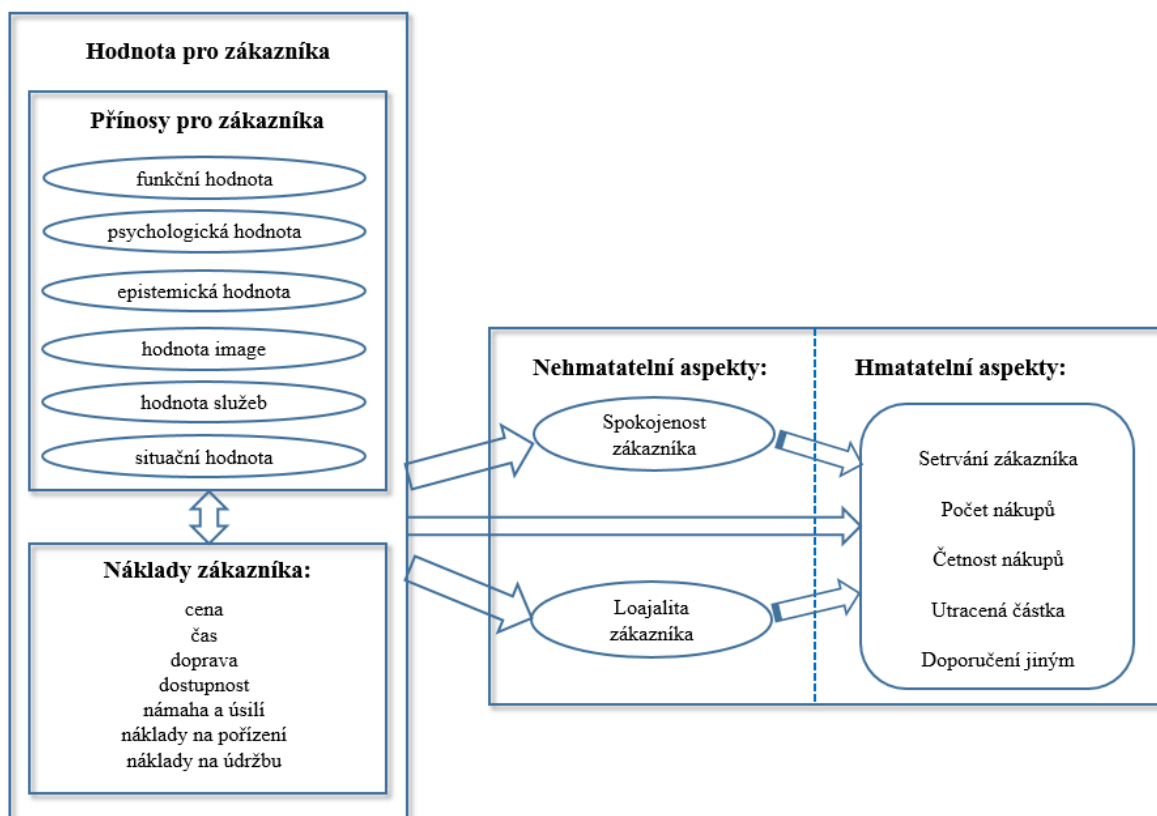 Hodnota pro zákazníka
Přínosy pro zákazníka
funkční hodnota
psychologická hodnota
epistemická hodnota
hodnota image
hodnota služeb
situační hodnota
Náklady zákazníka:
cena
čas
doprava
dostupnost
námaha a úsilí
náklady na pořízení
náklady na údržbu
Nehmatatelní aspekty:
Spokojenost
zákazníka
Loajalita
zákazníka
Hmatatelní aspekty:
Setrvání zákazníka
Počet nákupů
Četnost nákupů
Utracená částka
Doporučení jiným